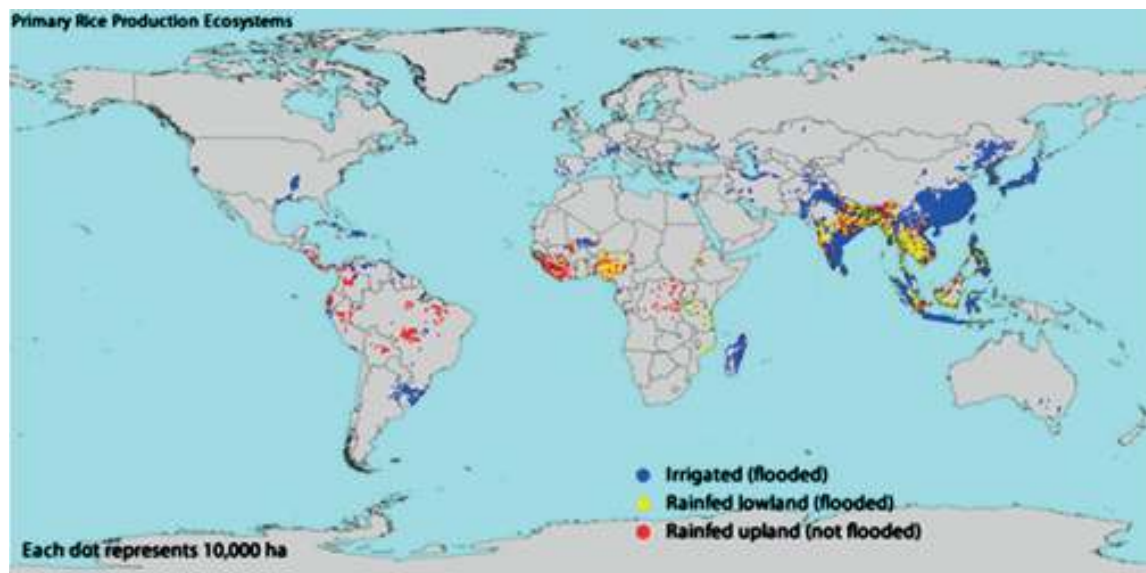 Primary Rice Production Ecosystems
Irrigated (flooded)
Rainfed lowland (flooded)
Rainfed upland (not flooded)
Each dot represents 10,000 ha